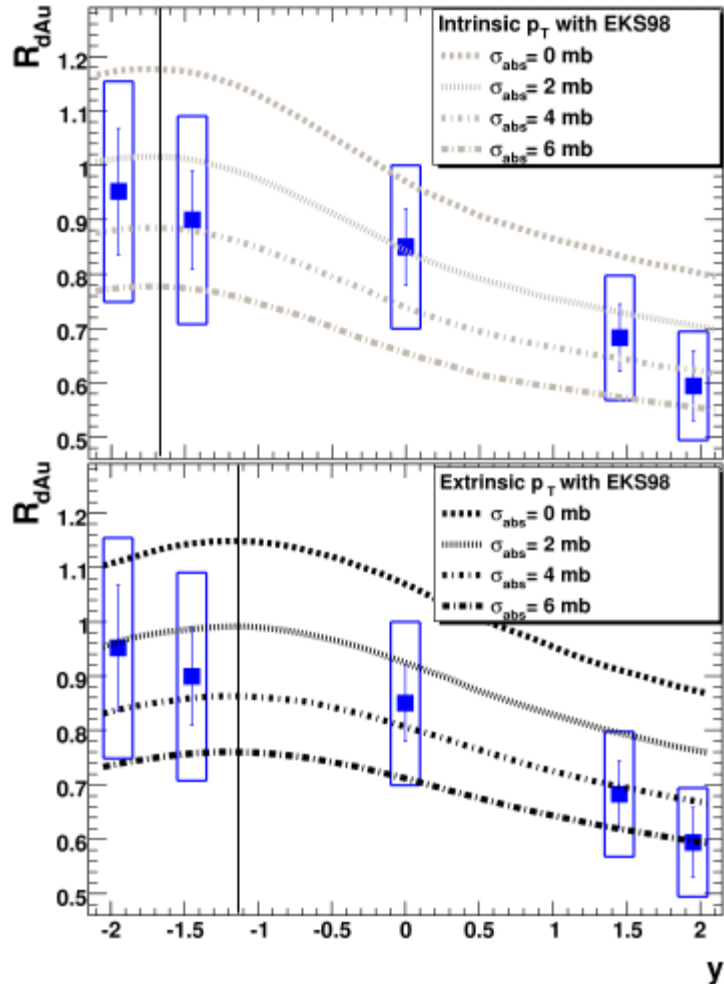 R_dAu
Intrinsic p_T with EKS98
σ_abs= 0 mb
σ_abs= 2 mb
σ_abs= 4 mb
σ_abs= 6 mb
1.2
1.1
1
0.9
0.8
0.7
0.6
0.5
R_dAu
Extrinsic p_T with EKS98
σ_abs= 0 mb
σ_abs= 2 mb
σ_abs= 4 mb
σ_abs= 6 mb
1.2
1.1
1
0.9
0.8
0.7
0.6
0.5
-2 -1.5 -1 -0.5 0 0.5 1 1.5 2
y